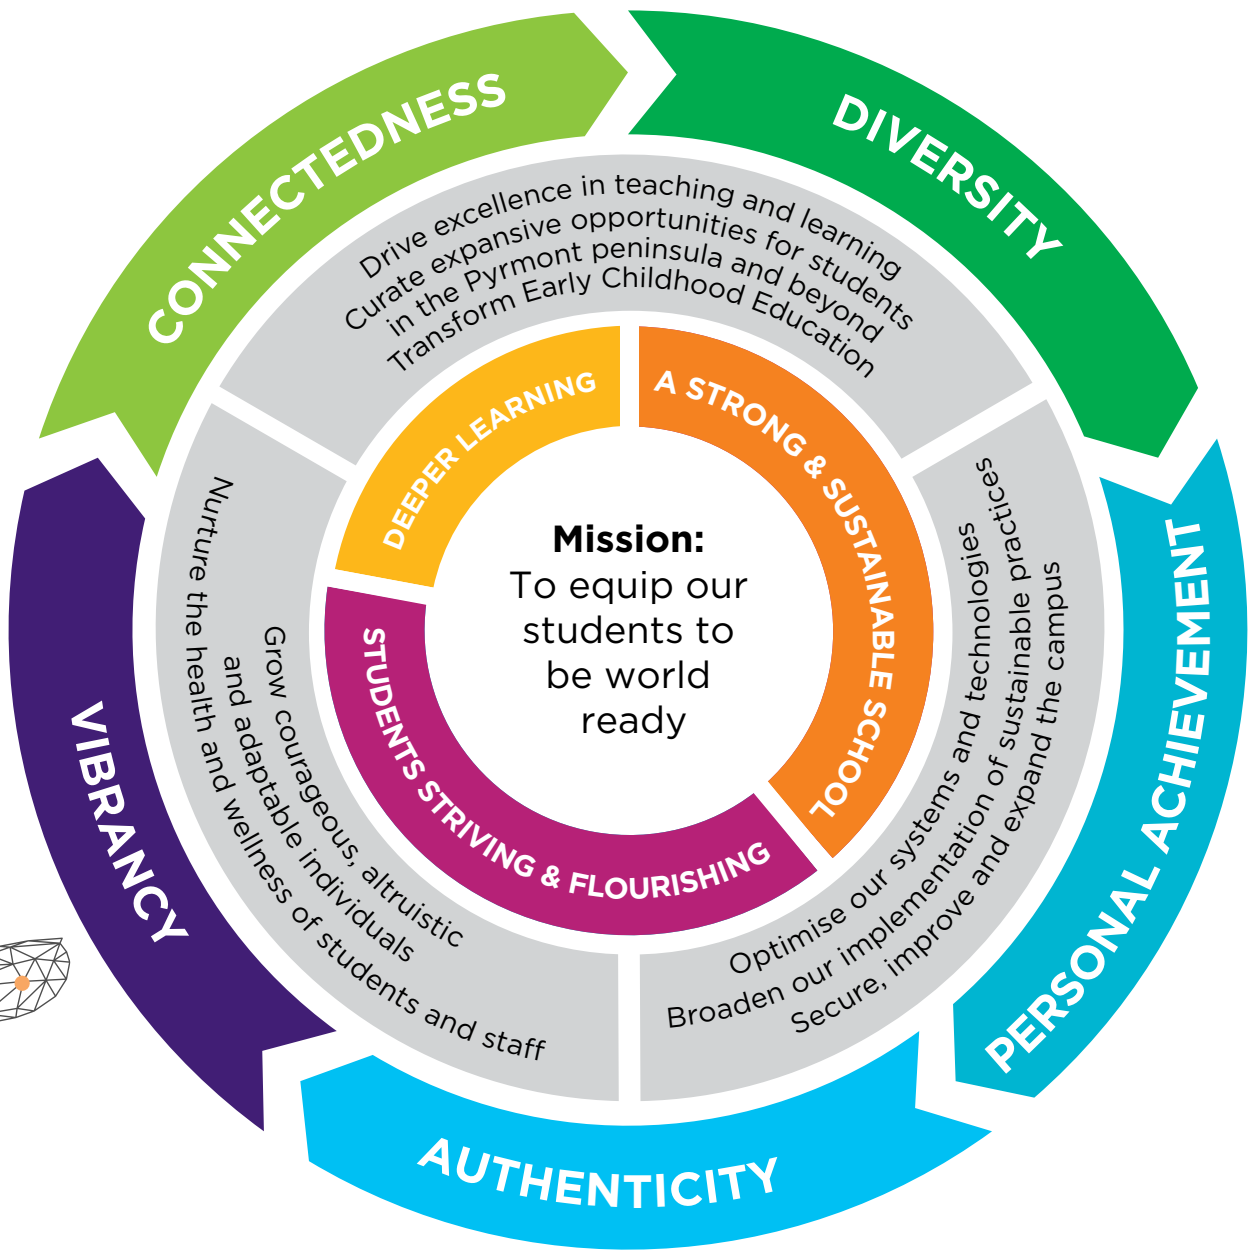 CONNECTEDNESS
DIVERSITY
PERSONAL ACHIEVEMENT
AUTHENTICITY
VIBRANCY
Drive excellence in teaching and learning
Curate expansive opportunities for students
in the Pyrmont peninsula and beyond
Transform Early Childhood Education
Optimise our systems and technologies
Broaden our implementation of sustainable practices
Secure, improve and expand the campus
Grow courageous, altruistic
and adaptable individuals
Nurture the health and wellness of students and staff
DEEPER LEARNING
A STRONG & SUSTAINABLE SCHOOL
STUDENTS STRIVING & FLOURISHING
Mission:
To equip our
students to
be world
ready